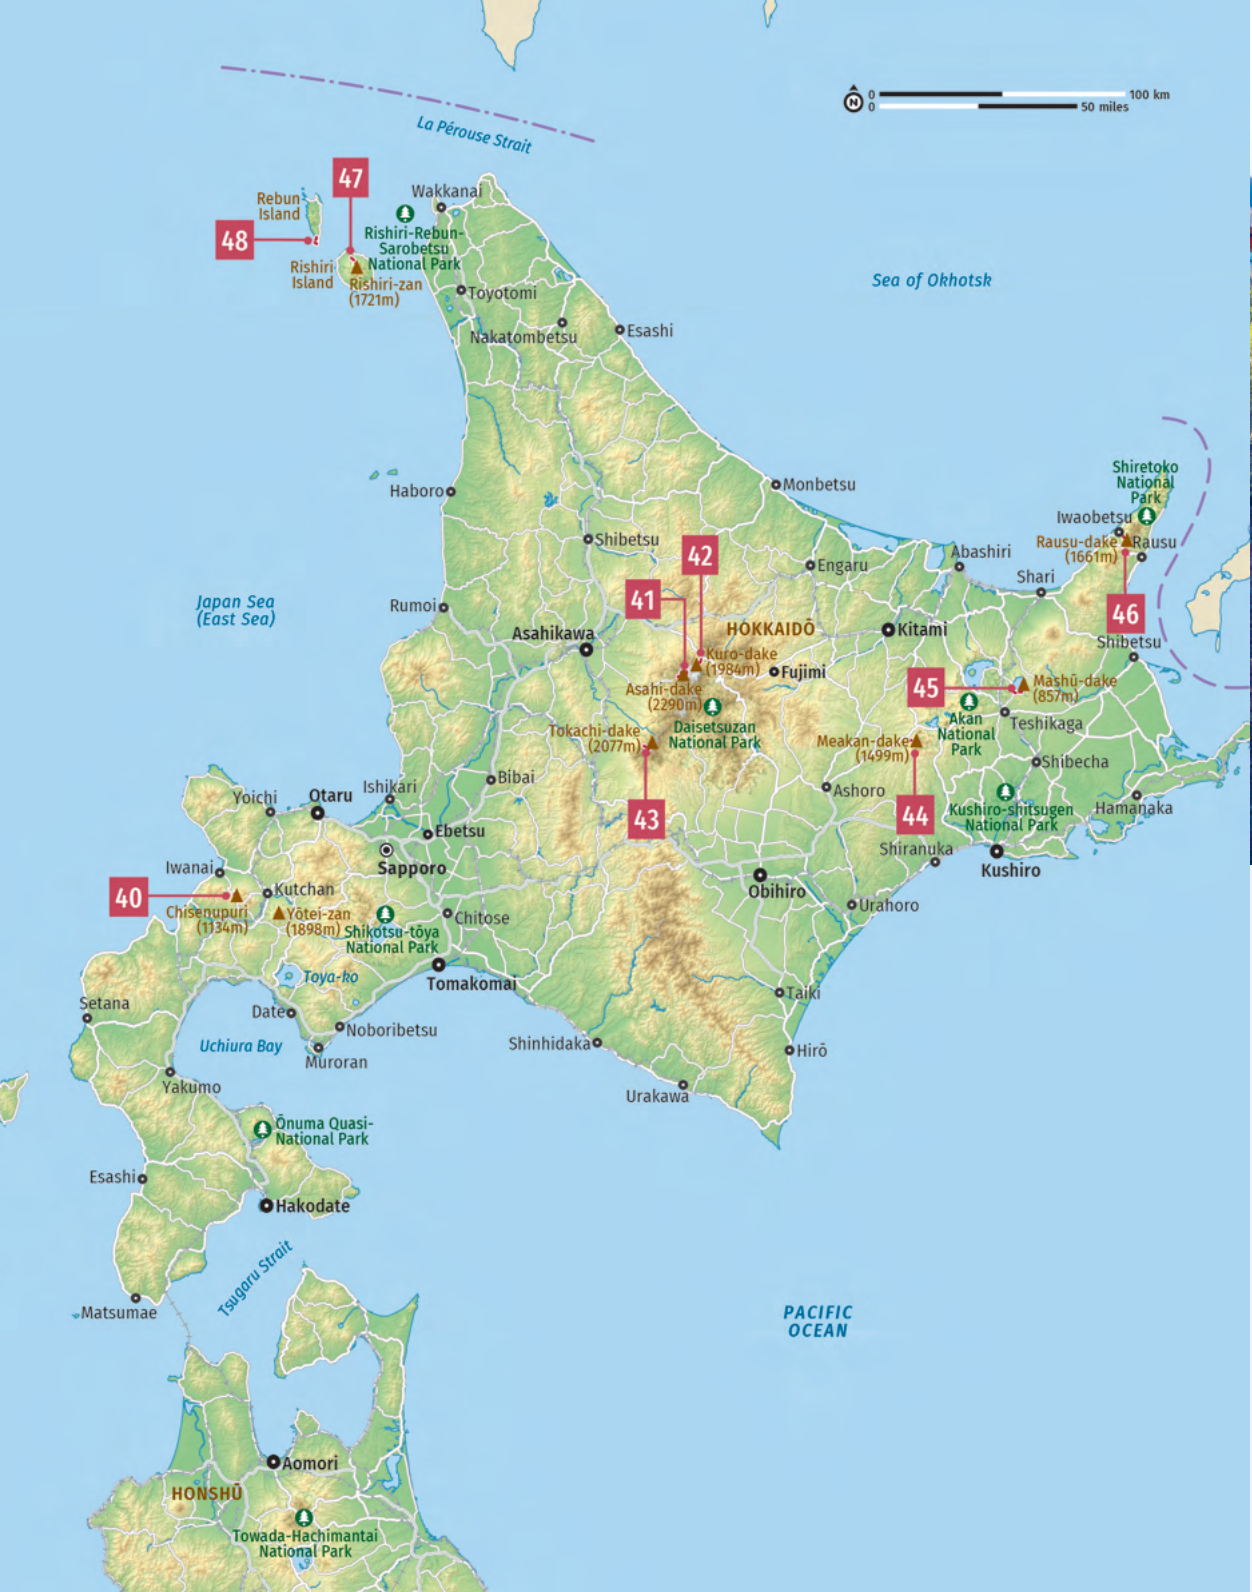 0
100 km
N
0
50 miles
La Pérouse Strait
47
Rebun
Island
48
Wakkanai
Rishiri-Rebun-
Sarobetsu
National Park
Rishiri
Island
Rishiri-zan
(1721m)
Sea of Okhotsk
Toyotomi
Nakatombetsu
Esashi
Haboro
Monbetsu
Shiretoko
National
Park
Iwaobetsu
Rausu-dake
(1661m)
Rausu
Shibetsu
42
Engaru
Abashiri
Shari
46
Japan Sea
(East Sea)
Rumoi
41
Asahikawa
HOKKAIDŌ
Kitami
Shibetsu
Kuro-dake
(1984m)
Fujimi
Asahi-dake
(2290m)
45
Mashū-dake
(857m)
Tokachi-dake
(2077m)
Daisetsuzan
National Park
Meakan-dake
(1499m)
Akan
National
Park
Teshikaga
Shibecha
Bibai
Ishikari
Yoichi
Otaru
Ashoro
43
44
Kushiro-shitsugen
National Park
Hamanaka
Ebetsu
Sapporo
Shiranuka
Kushiro
Iwanai
40
Kutchan
Chisenupuri
(1134m)
Yōtei-zan
(1898m)
Shikotsu-tōya
National Park
Chitose
Obihiro
Urahoro
Toya-ko
Tomakomai
Taiki
Setana
Date
Noboribetsu
Uchiura Bay
Muroran
Shinhidaka
Hirō
Yakumo
Urakawa
Ōnuma Quasi-
National Park
Esashi
Hakodate
Tsugaru Strait
Matsumae
PACIFIC
OCEAN
Aomori
HONSHŪ
Towada-Hachimantai
National Park